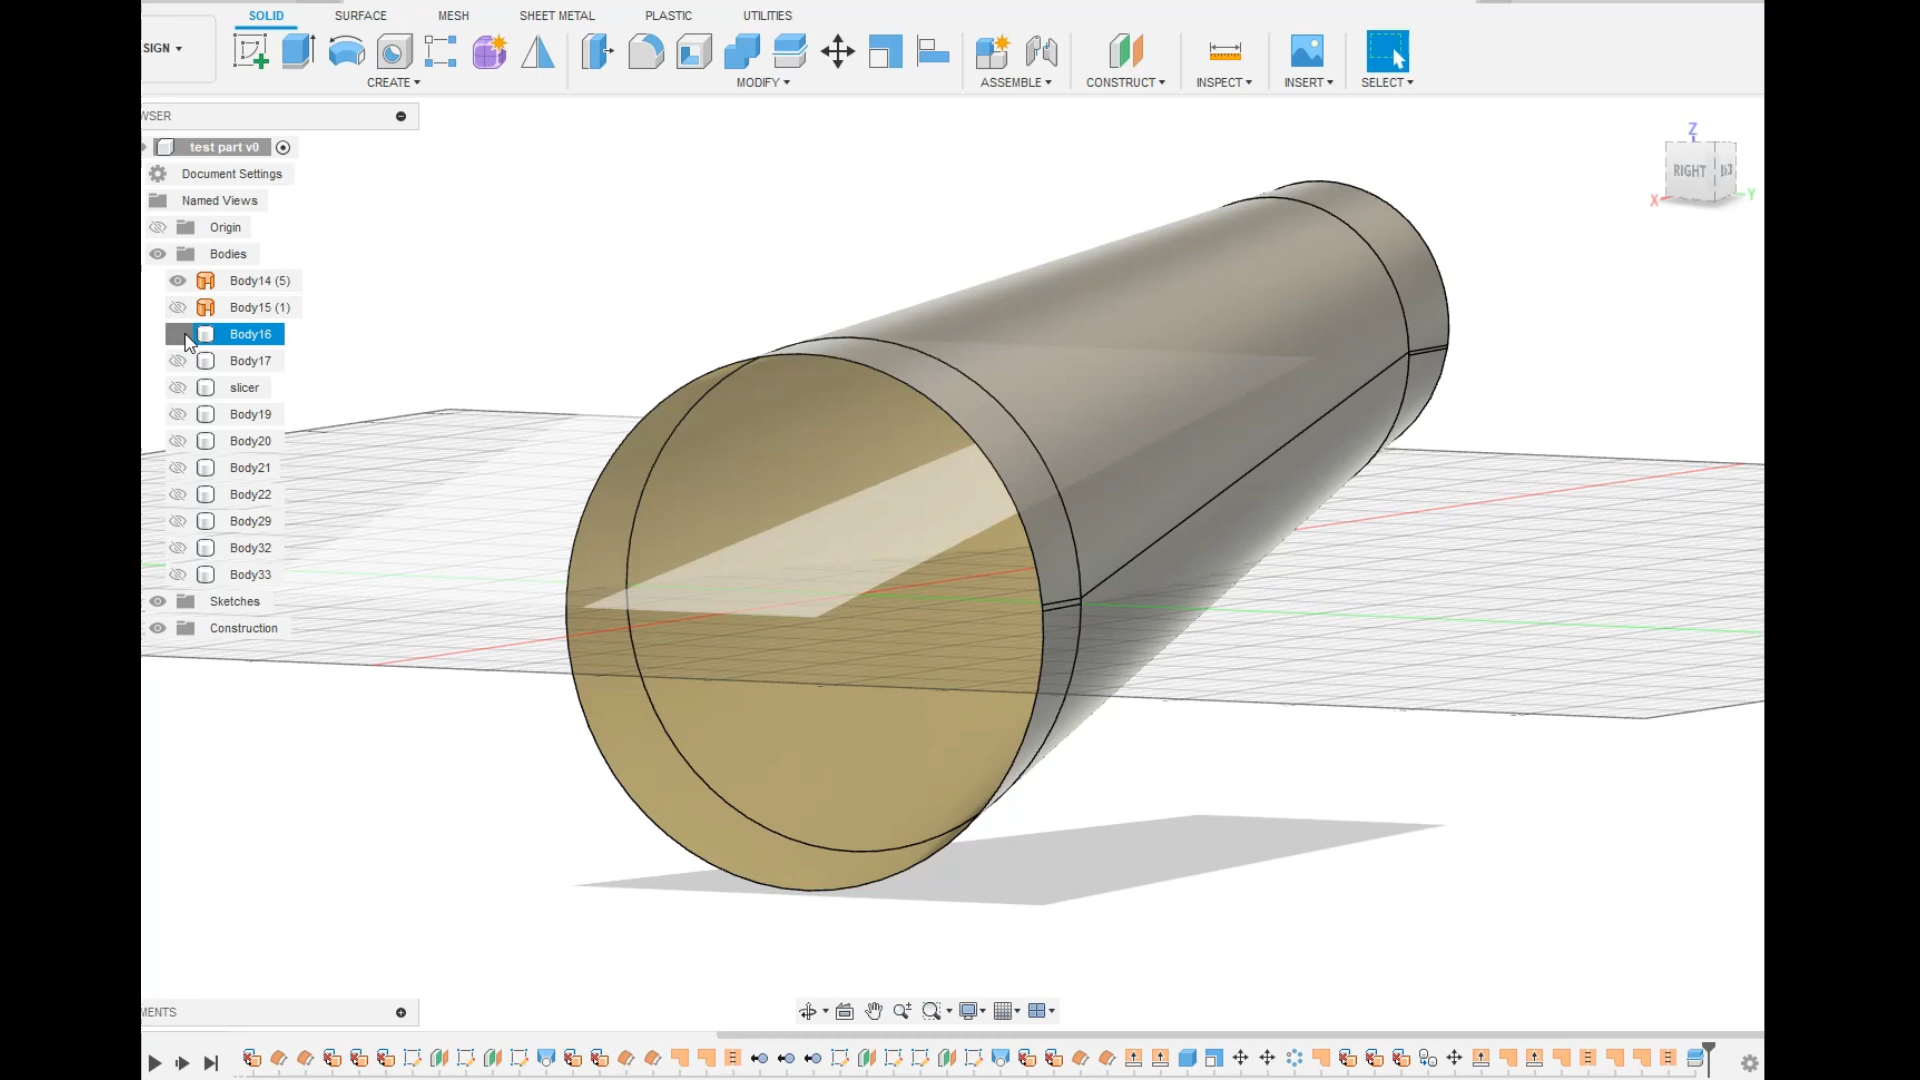 SOLID SURFACE MESH SHEET METAL PLASTIC UTILITIES
SIGN
CREATE MODIFY ASSEMBLE CONSTRUCT INSPECT INSERT SELECT
WSER
test part v0
Document Settings
Named Views
Origin
Bodies
Body14 (5)
Body15 (1)
Body16
Body17
slicer
Body19
Body20
Body21
Body22
Body29
Body32
Body33
Sketches
Construction
Z
RIGHT
X
Y
MENTS